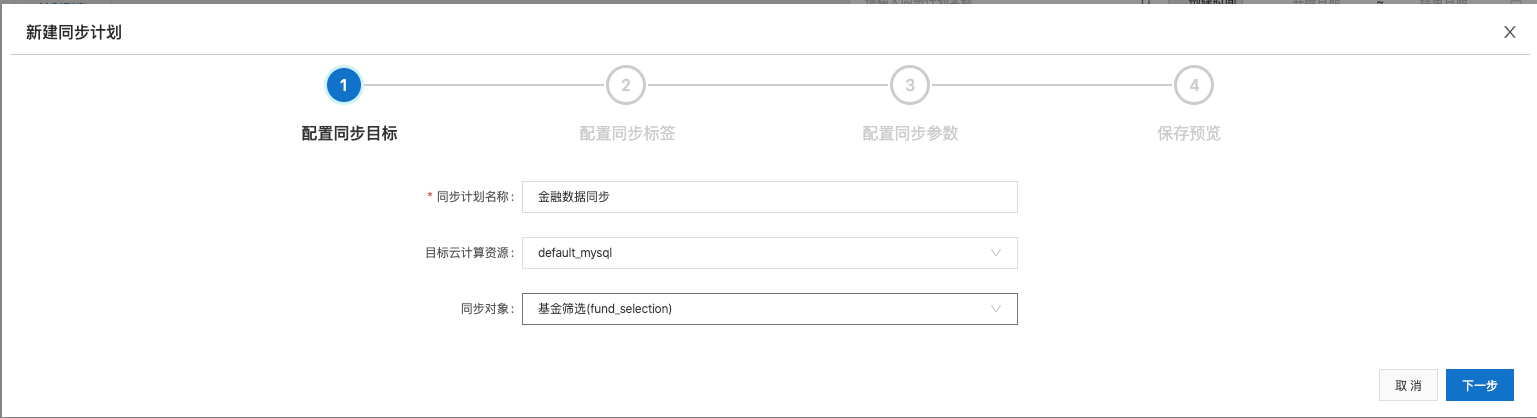 新建同步计划
1
2
3
4
配置同步目标
配置同步标签
配置同步参数
保存预览
* 同步计划名称：
金融数据同步
目标云计算资源：
default_mysql
同步对象：
基金筛选(fund_selection)
取 消
下一步